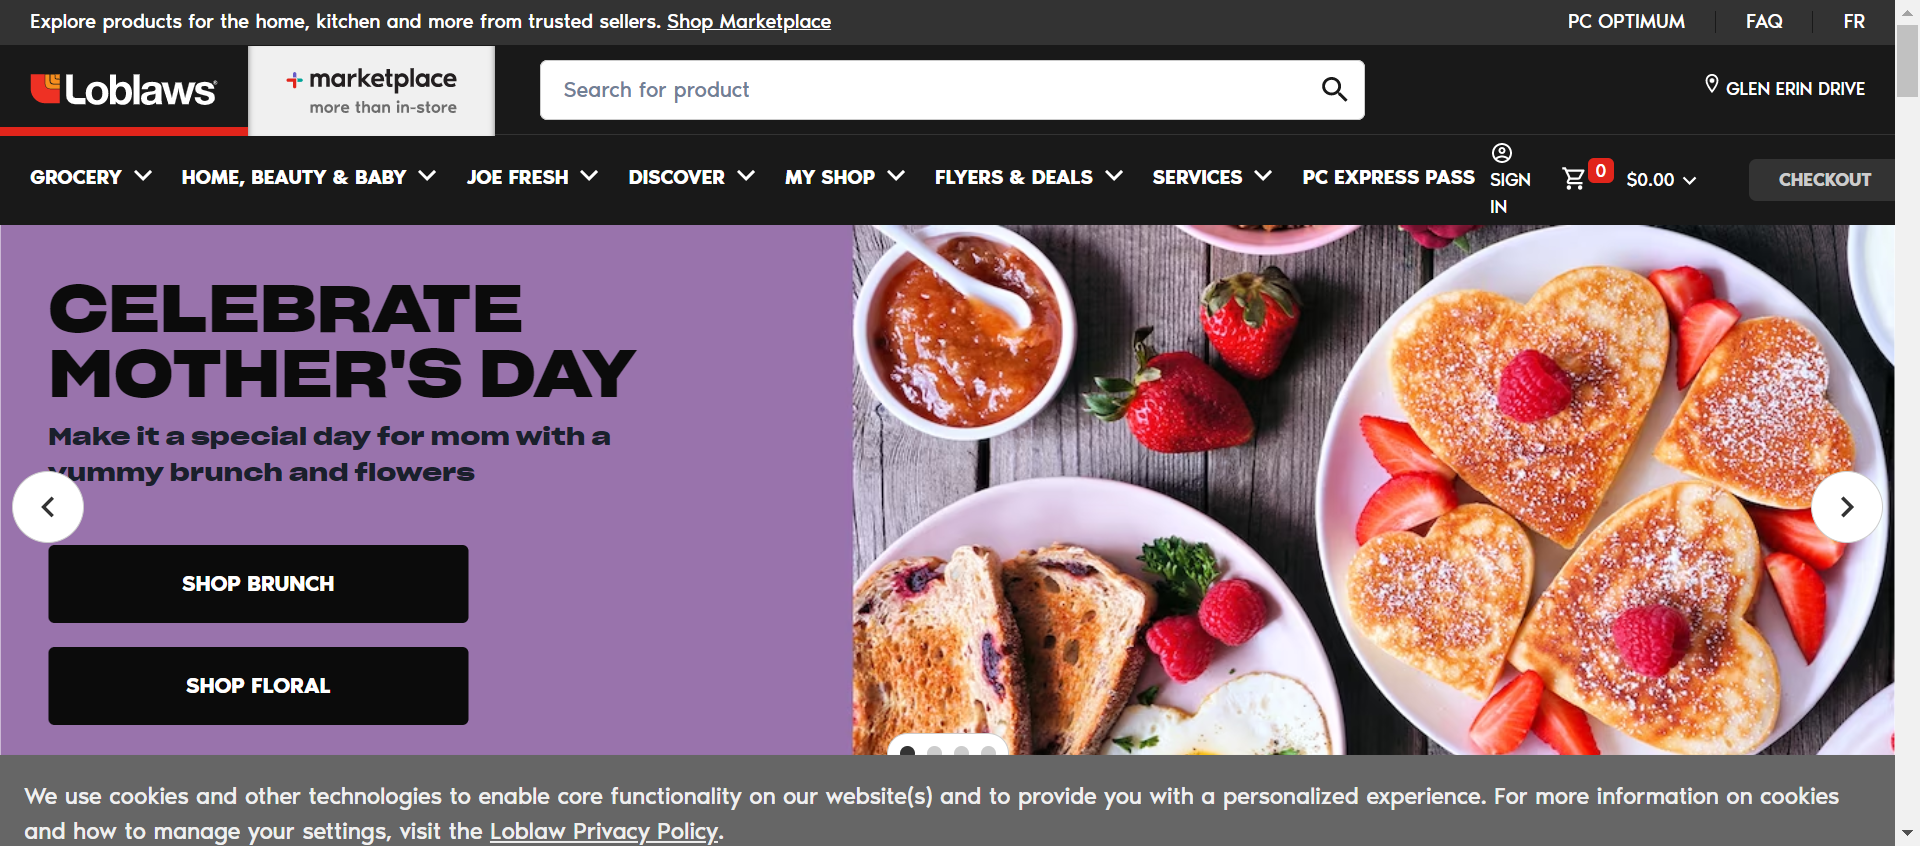 Explore products for the home, kitchen and more from trusted sellers. Shop Marketplace
PC OPTIMUM
FAQ
FR
Loblaws
marketplace
more than in-store
Search for product
GLEN ERIN DRIVE
GROCERY
HOME, BEAUTY & BABY
JOE FRESH
DISCOVER
MY SHOP
FLYERS & DEALS
SERVICES
PC EXPRESS PASS
SIGN
IN
0
$0.00
CHECKOUT
CELEBRATE
MOTHER'S DAY
Make it a special day for mom with a
yummy brunch and flowers
SHOP BRUNCH
SHOP FLORAL
We use cookies and other technologies to enable core functionality on our website(s) and to provide you with a personalized experience. For more information on cookies
and how to manage your settings, visit the Loblaw Privacy Policy.